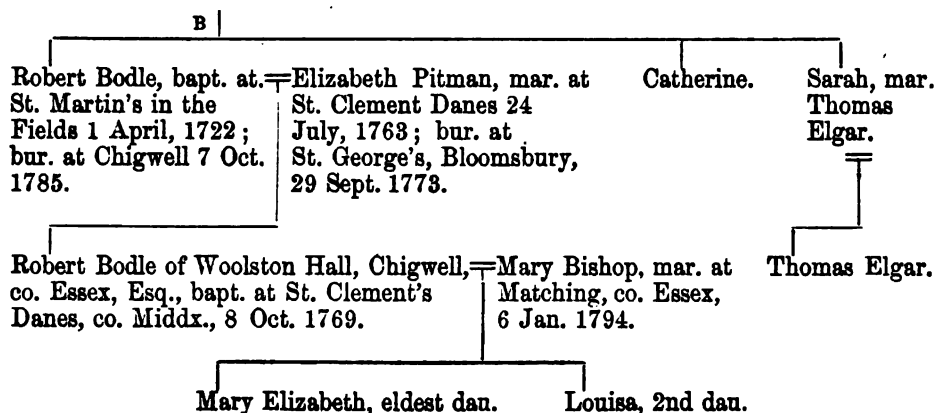 B
Robert Bodle, bapt. at
St. Martin's in the
Fields 1 April, 1722 ;
bur. at Chigwell 7 Oct.
1785.
Elizabeth Pitman, mar. at
St. Clement Danes 24
July, 1763 ; bur. at
St. George's, Bloomsbury,
29 Sept. 1773.
Catherine.
Sarah, mar.
Thomas
Elgar.
Robert Bodle of Woolston Hall, Chigwell,
co. Essex, Esq., bapt. at St. Clement's
Danes, co. Middx., 8 Oct. 1769.
Mary Bishop, mar. at
Matching, co. Essex,
6 Jan. 1794.
Thomas Elgar.
Mary Elizabeth, eldest dau.
Louisa, 2nd dau.